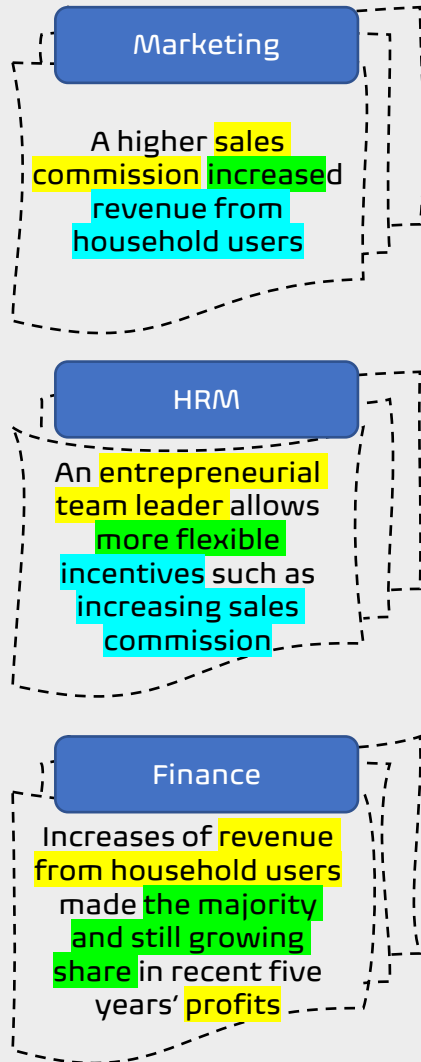 Marketing
A higher sales
commission increased
revenue from
household users
HRM
An entrepreneurial
team leader allows
more flexible
incentives such as
increasing sales
commission
Finance
Increases of revenue
from household users
made the majority
and still growing
share in recent five
years’ profits